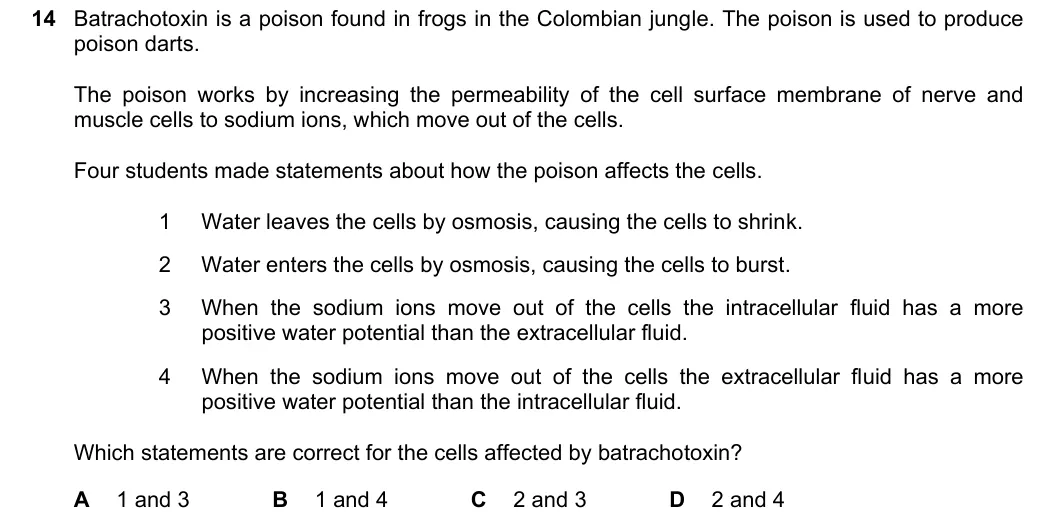 14 Batrachotoxin is a poison found in frogs in the Colombian jungle. The poison is used to produce
poison darts.
The poison works by increasing the permeability of the cell surface membrane of nerve and
muscle cells to sodium ions, which move out of the cells.
Four students made statements about how the poison affects the cells.
1 Water leaves the cells by osmosis, causing the cells to shrink.
2 Water enters the cells by osmosis, causing the cells to burst.
3 When the sodium ions move out of the cells the intracellular fluid has a more
positive water potential than the extracellular fluid.
4 When the sodium ions move out of the cells the extracellular fluid has a more
positive water potential than the intracellular fluid.
Which statements are correct for the cells affected by batrachotoxin?
A 1 and 3 B 1 and 4 C 2 and 3 D 2 and 4